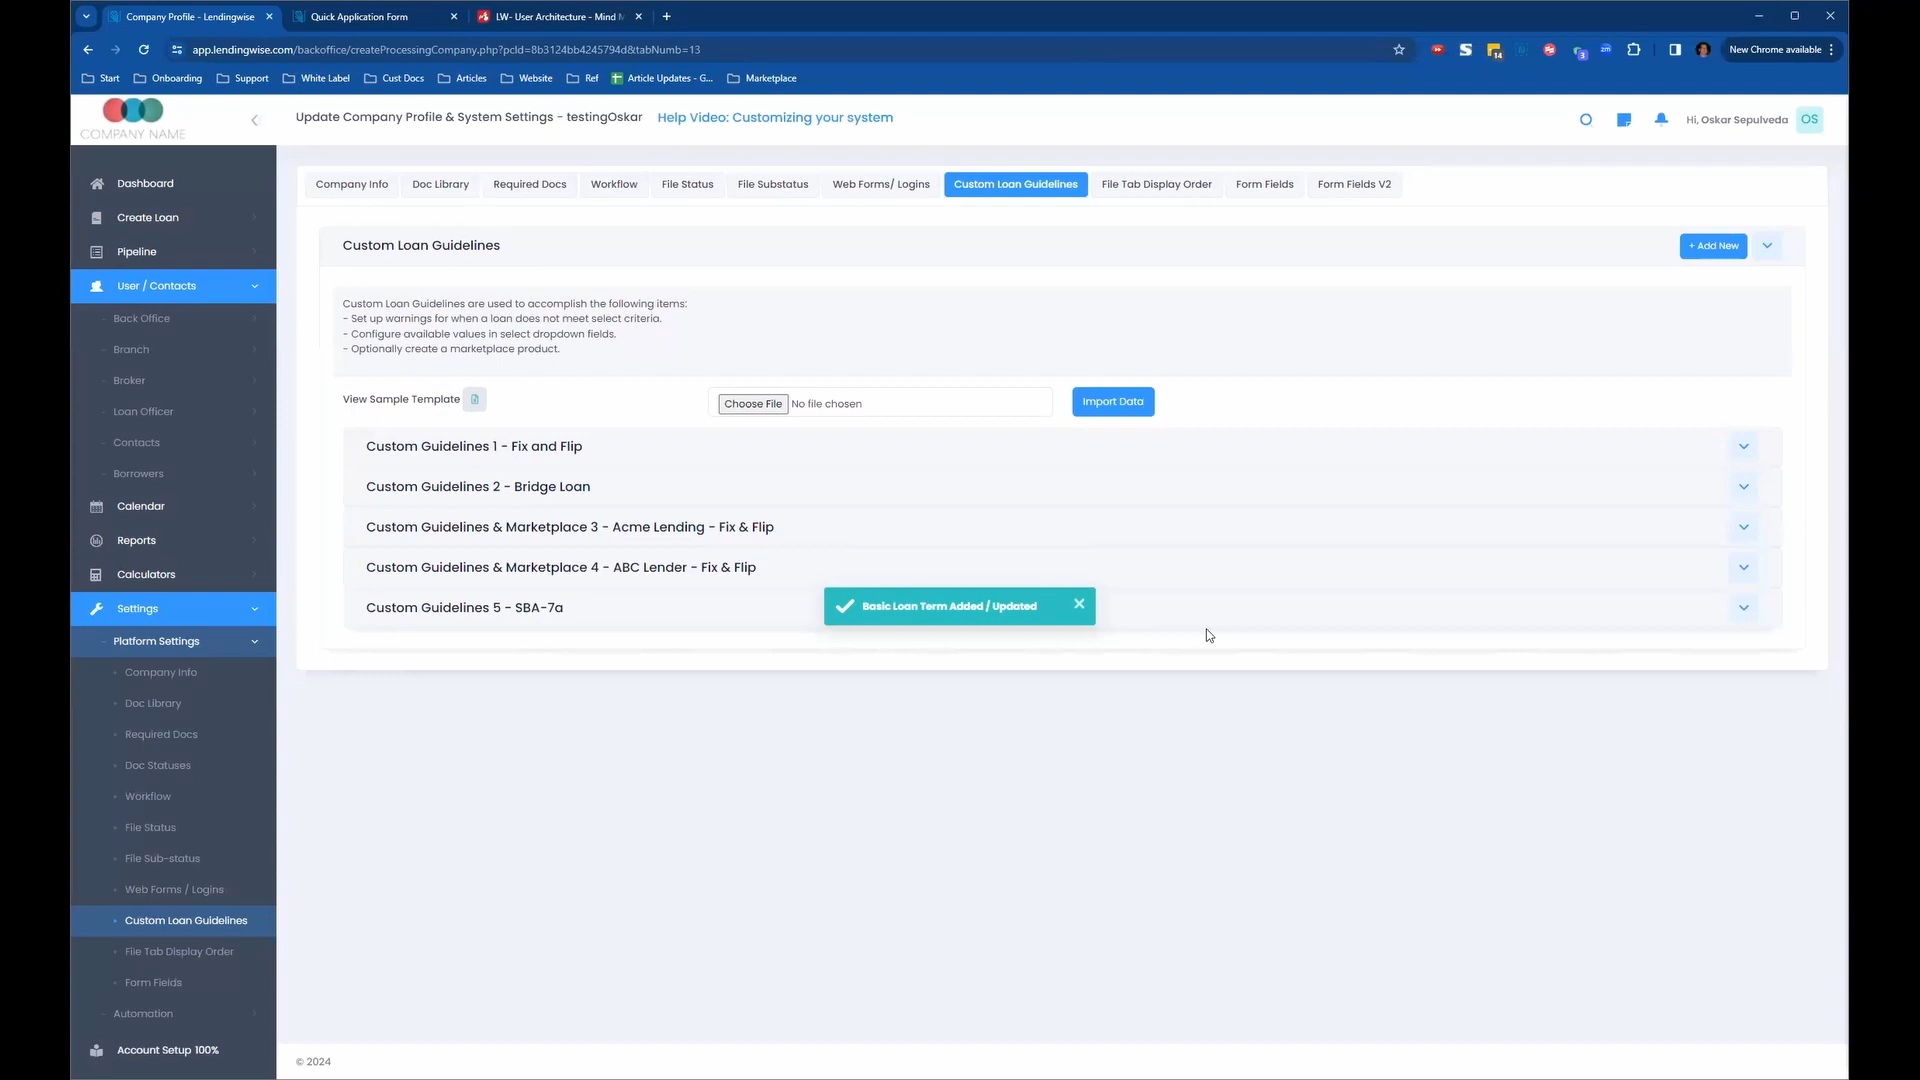 Company Profile - Lendingwise
Quick Application Form
LW- User Architecture - Mind M
app.lendingwise.com/backoffice/createProcessingCompany.php?pcId=8b3124bb4245794d&tabNumb=13
14
3
zm
New Chrome available
Start
Onboarding
Support
White Label
Cust Docs
Articles
Website
Ref
Article Updates - G...
Marketplace
COMPANY NAME
Update Company Profile & System Settings - testingOskar
Help Video: Customizing your system
Hi, Oskar Sepulveda
OS
Dashboard
Create Loan
Pipeline
User / Contacts
Back Office
Branch
Broker
Loan Officer
Contacts
Borrowers
Calendar
Reports
Calculators
Settings
Platform Settings
Company Info
Doc Library
Required Docs
Doc Statuses
Workflow
File Status
File Sub-status
Web Forms / Logins
Custom Loan Guidelines
File Tab Display Order
Form Fields
Automation
Account Setup 100%
Company Info
Doc Library
Required Docs
Workflow
File Status
File Substatus
Web Forms/ Logins
Custom Loan Guidelines
File Tab Display Order
Form Fields
Form Fields V2
Custom Loan Guidelines
+ Add New
Custom Loan Guidelines are used to accomplish the following items:
- Set up warnings for when a loan does not meet select criteria.
- Configure available values in select dropdown fields.
- Optionally create a marketplace product.
View Sample Template
Choose File No file chosen
Import Data
Custom Guidelines 1 - Fix and Flip
Custom Guidelines 2 - Bridge Loan
Custom Guidelines & Marketplace 3 - Acme Lending - Fix & Flip
Custom Guidelines & Marketplace 4 - ABC Lender - Fix & Flip
Custom Guidelines 5 - SBA-7a
Basic Loan Term Added / Updated
© 2024